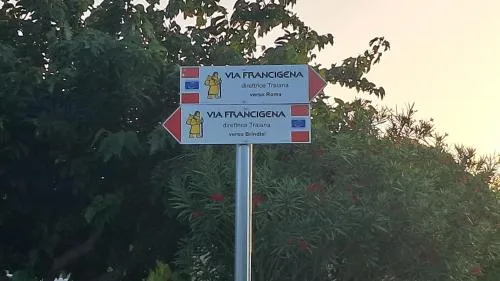 VIA FRANCIGENA
direttrice Traiana
verso Roma
VIA FRANCIGENA
direttrice Traiana
verso Brindisi